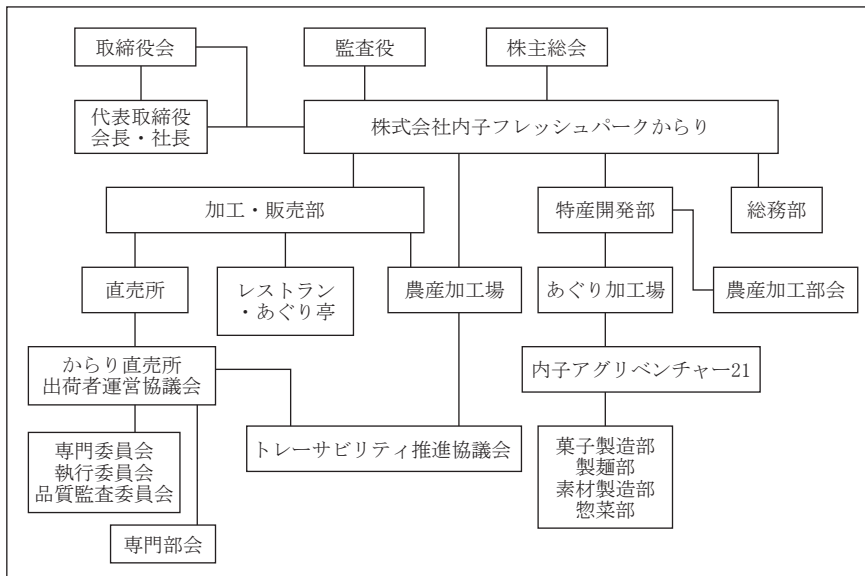 取締役会
監査役
株主総会
代表取締役
会長・社長
株式会社内子フレッシュパークからり
加工・販売部
特産開発部
総務部
直売所
レストラン
・あぐり亭
農産加工場
あぐり加工場
農産加工部会
からり直売所
出荷者運営協議会
内子アグリベンチャー21
専門委員会
執行委員会
品質監査委員会
トレーサビリティ推進協議会
菓子製造部
製麺部
素材製造部
惣菜部
専門部会